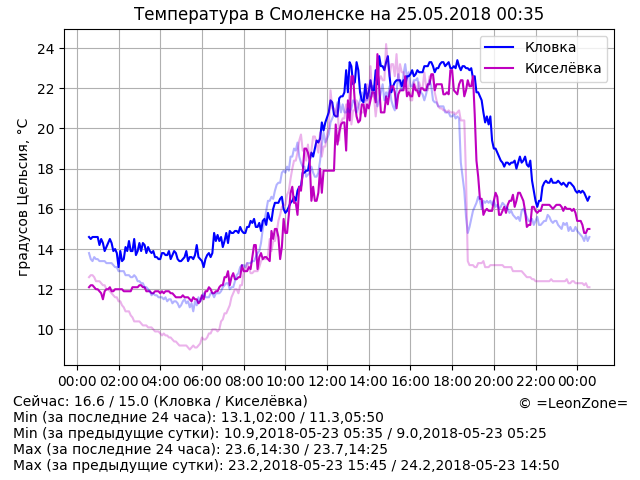 Температура в Смоленске на 25.05.2018 00:35
Кловка
Киселёвка
градусов Цельсия, °C
24
22
20
18
16
14
12
10
00:00 02:00 04:00 06:00 08:00 10:00 12:00 14:00 16:00 18:00 20:00 22:00 00:00
Сейчас: 16.6 / 15.0 (Кловка / Киселёвка)
© =LeonZone=
Min (за последние 24 часа): 13.1,02:00 / 11.3,05:50
Min (за предыдущие сутки): 10.9,2018-05-23 05:35 / 9.0,2018-05-23 05:25
Max (за последние 24 часа): 23.6,14:30 / 23.7,14:25
Max (за предыдущие сутки): 23.2,2018-05-23 15:45 / 24.2,2018-05-23 14:50